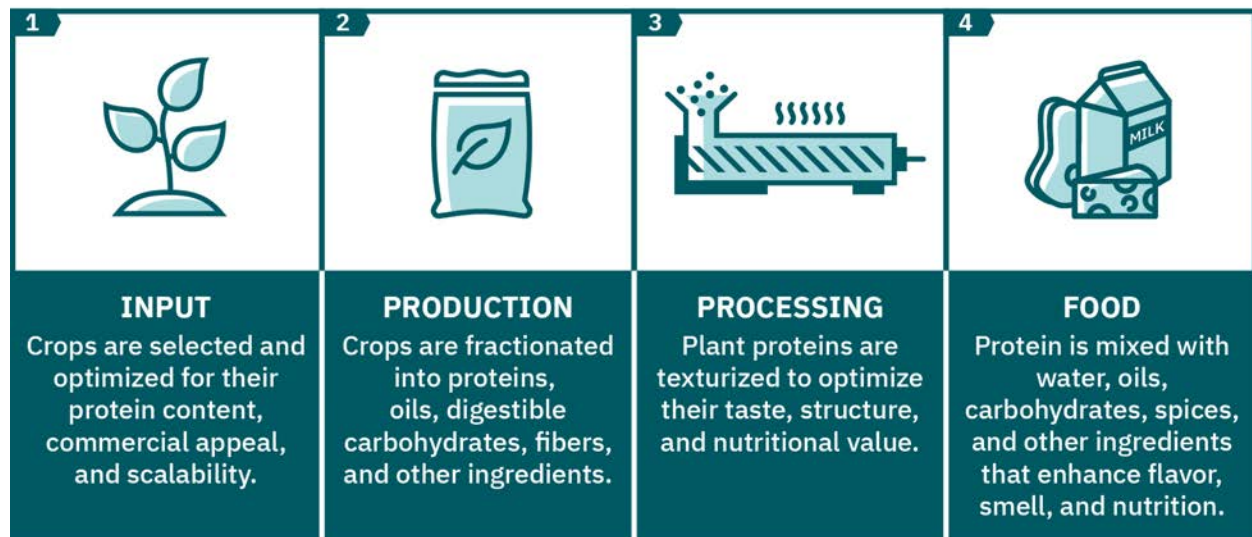 1
INPUT
Crops are selected and
optimized for their
protein content,
commercial appeal,
and scalability.
2
PRODUCTION
Crops are fractionated
into proteins,
oils, digestible
carbohydrates, fibers,
and other ingredients.
3
PROCESSING
Plant proteins are
texturized to optimize
their taste, structure,
and nutritional value.
4
MILK
FOOD
Protein is mixed with
water, oils,
carbohydrates, spices,
and other ingredients
that enhance flavor,
smell, and nutrition.